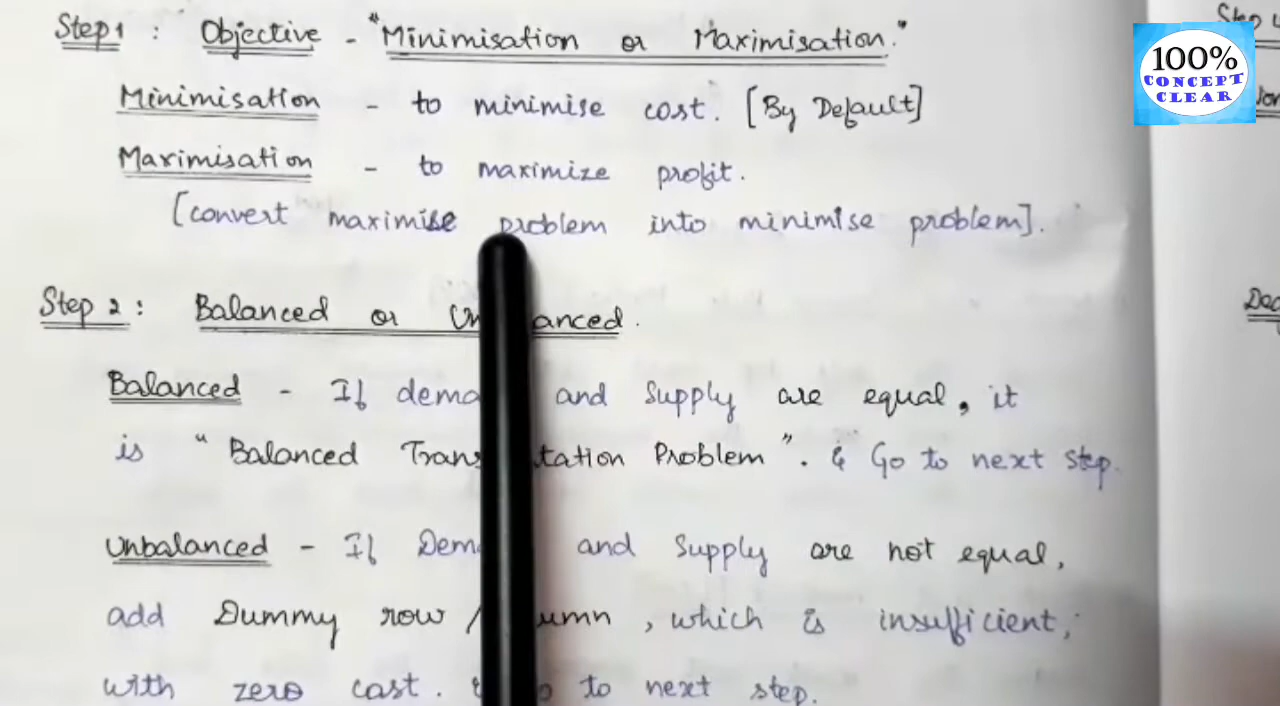 Step 1 : Objective - "Minimisation or Maximisation."
Minimisation - to minimise cost. [By Default]
Maximisation - to maximize profit.
[convert maximise problem into minimise problem].
Step 2 : Balanced or Un anced.
Balanced - If dema and Supply are equal, it
is "Balanced Trans tation Problem". & Go to next step.
Unbalanced - If Dem and Supply are not equal,
add Dummy row / umn, which is insufficient,
with zero cost. to next step.
Step
100%
CONCEPT
CLEAR